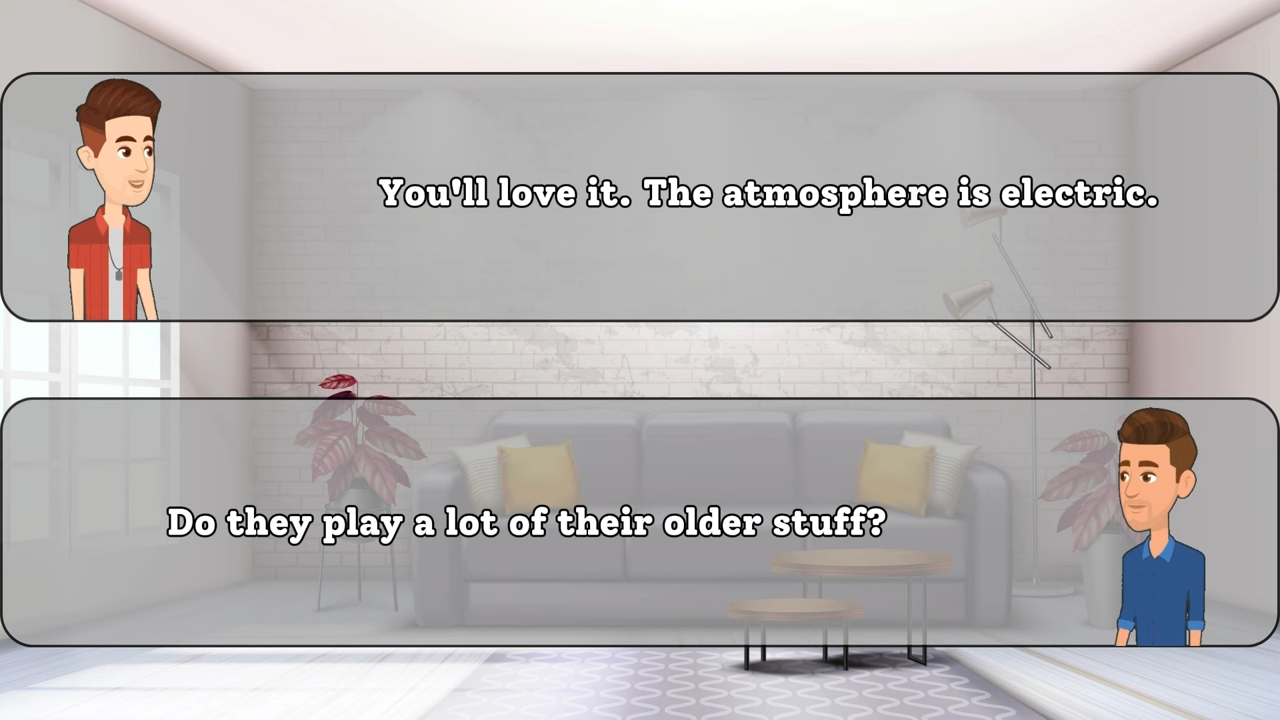 You'll love it. The atmosphere is electric.
Do they play a lot of their older stuff?